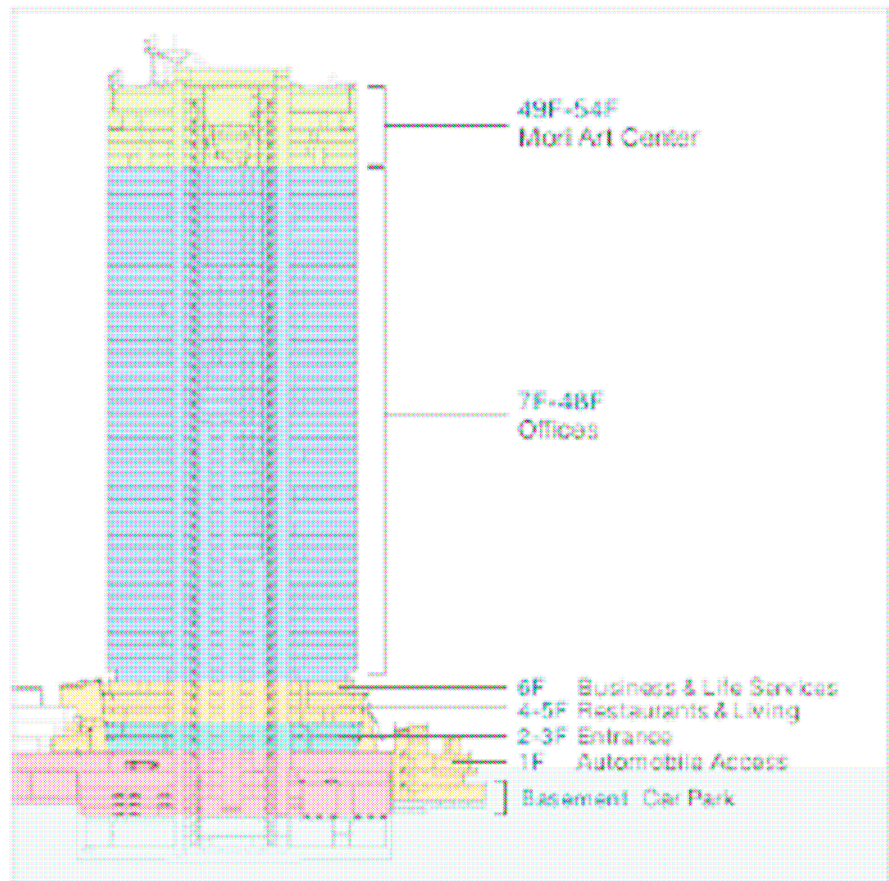 49F-54F
Mori Art Center
7F-48F
Offices
6F Business & Life Services
4-5F Restaurants & Living
2-3F Entrance
1F Automobile Access
Basement Car Park